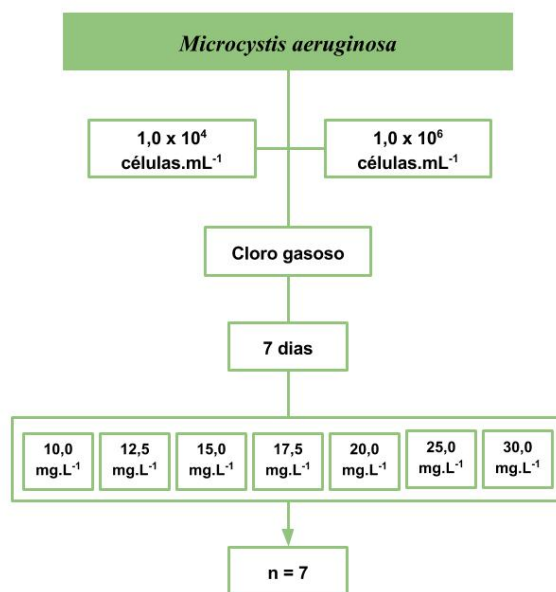 Microcystis aeruginosa
1,0 x 10⁴
células.mL⁻¹
1,0 x 10⁶
células.mL⁻¹
Cloro gasoso
7 dias
10,0
mg.L⁻¹
12,5
mg.L⁻¹
15,0
mg.L⁻¹
17,5
mg.L⁻¹
20,0
mg.L⁻¹
25,0
mg.L⁻¹
30,0
mg.L⁻¹
n = 7